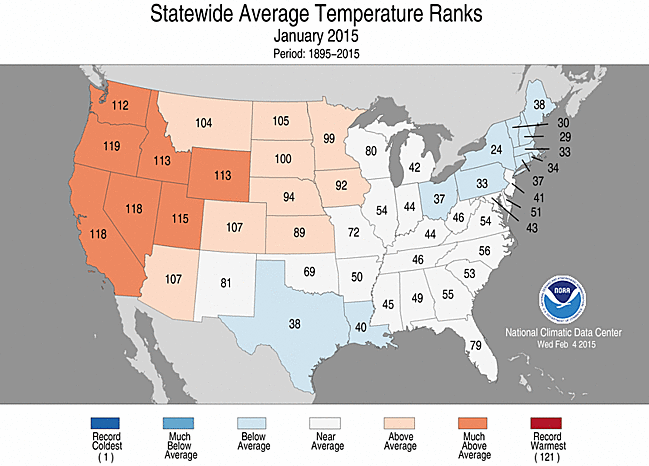 Statewide Average Temperature Ranks
January 2015
Period: 1895–2015
112
104
105
99
38
30
119
113
100
80
42
24
29
33
113
34
94
92
37
33
37
118
115
54
44
46
41
118
107
89
72
44
54
51
43
46
56
107
81
69
50
53
45
49
55
38
40
79
NOAA
National Climatic Data Center
Wed Feb 4 2015
Record
Coldest
( 1 )
Much
Below
Average
Below
Average
Near
Average
Above
Average
Much
Above
Average
Record
Warmest
( 121 )